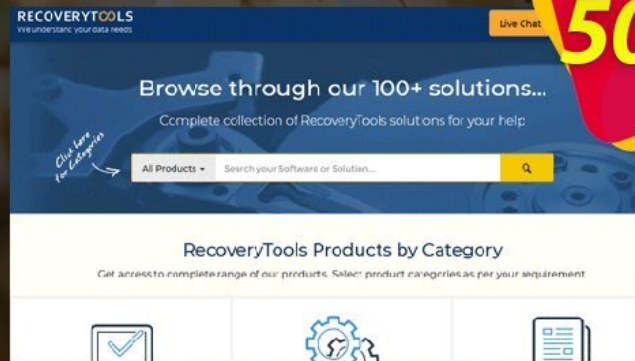 RECOVERYTOOLS
We understand your data needs
Live Chat
50
Browse through our 100+ solutions...
Complete collection of RecoveryTools solutions for your help
Click here
for Categories
All Products
Search your Software or Solution...
RecoveryTools Products by Category
Get access to complete range of our products. Select product categories as per your requirement